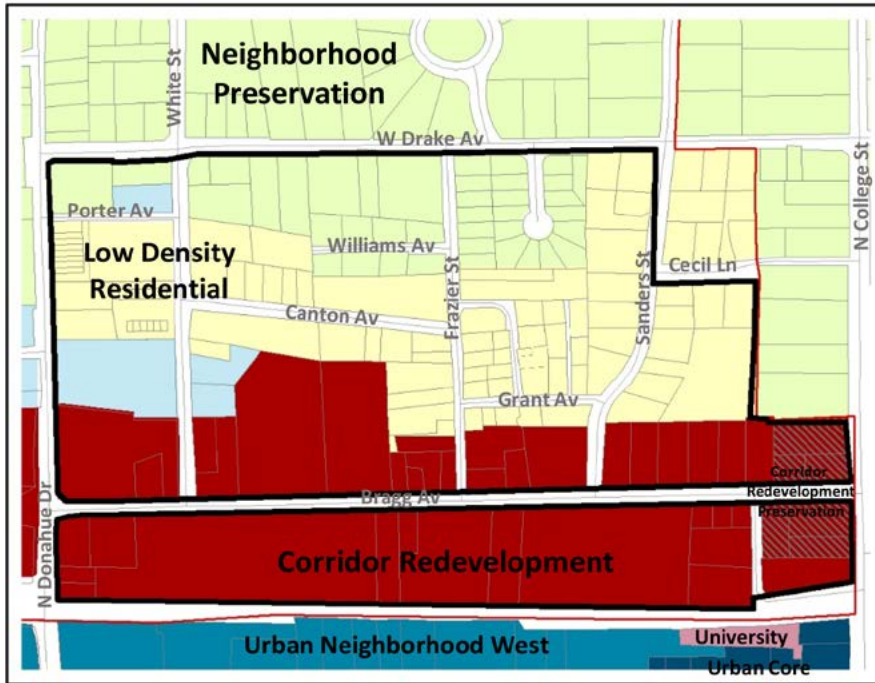 Neighborhood
Preservation
White St
W Drake Av
N College St
Porter Av
Low Density
Residential
Williams Av
Frazier St
Sanders St
Cecil Ln
Canton Av
Grant Av
N Donahue Dr
Bragg Av
Corridor
Redevelopment
Preservation
Corridor Redevelopment
Urban Neighborhood West
University
Urban Core